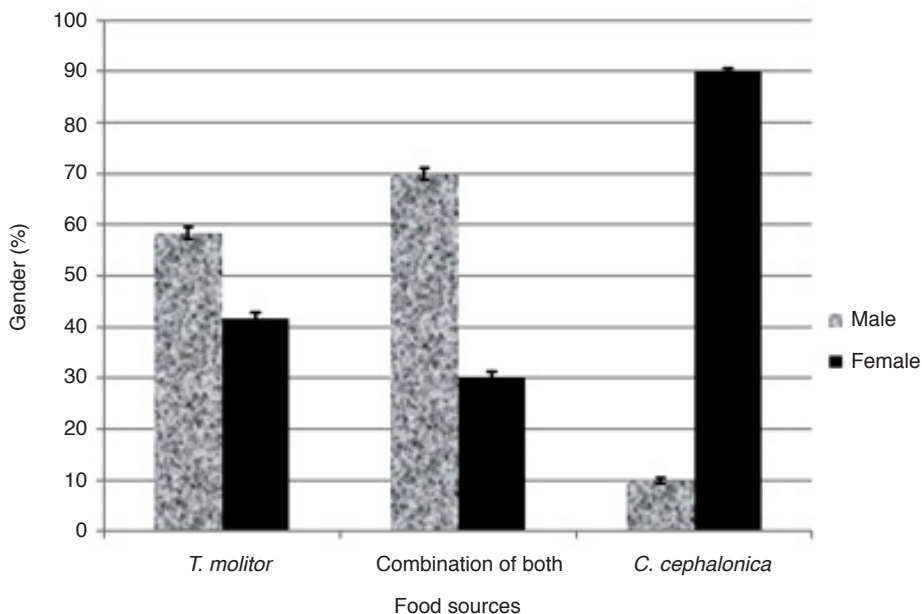 100
90
80
70
60
50
40
30
20
10
0
Gender (%)
Male
Female
T. molitor
Combination of both
C. cephalonica
Food sources